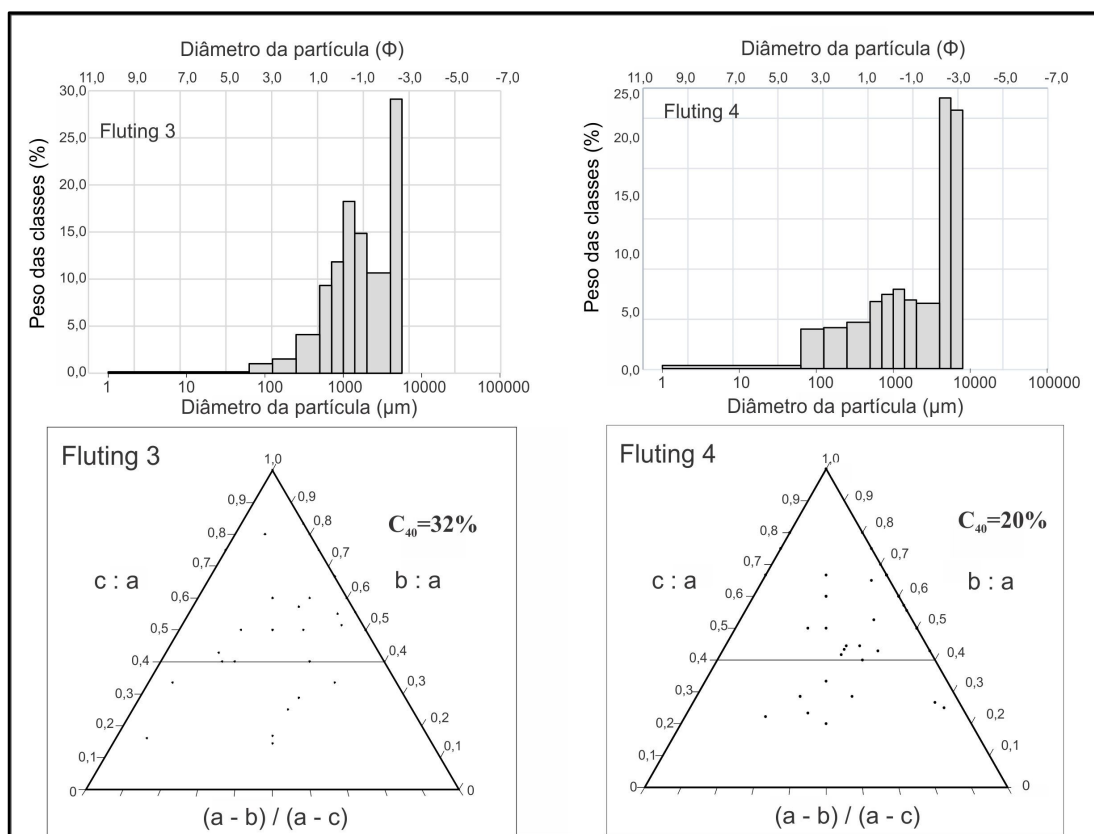 Diâmetro da partícula (Φ)
11,0 9,0 7,0 5,0 3,0 1,0 -1,0 -3,0 -5,0 -7,0
Peso das classes (%)
30,0
25,0
20,0
15,0
10,0
5,0
0,0
Fluting 3
1 10 100 1000 10000 100000
Diâmetro da partícula (µm)
Diâmetro da partícula (Φ)
11,0 9,0 7,0 5,0 3,0 1,0 -1,0 -3,0 -5,0 -7,0
Peso das classes (%)
25,0
20,0
15,0
10,0
5,0
0,0
Fluting 4
1 10 100 1000 10000 100000
Diâmetro da partícula (µm)
Fluting 3
C40=32%
c : a
b : a
1,0
0,9 0,9
0,8 0,8
0,7 0,7
0,6 0,6
0,5 0,5
0,4 0,4
0,3 0,3
0,2 0,2
0,1 0,1
0 0
(a - b) / (a - c)
Fluting 4
C40=20%
c : a
b : a
1,0
0,9 0,9
0,8 0,8
0,7 0,7
0,6 0,6
0,5 0,5
0,4 0,4
0,3 0,3
0,2 0,2
0,1 0,1
0 0
(a - b) / (a - c)